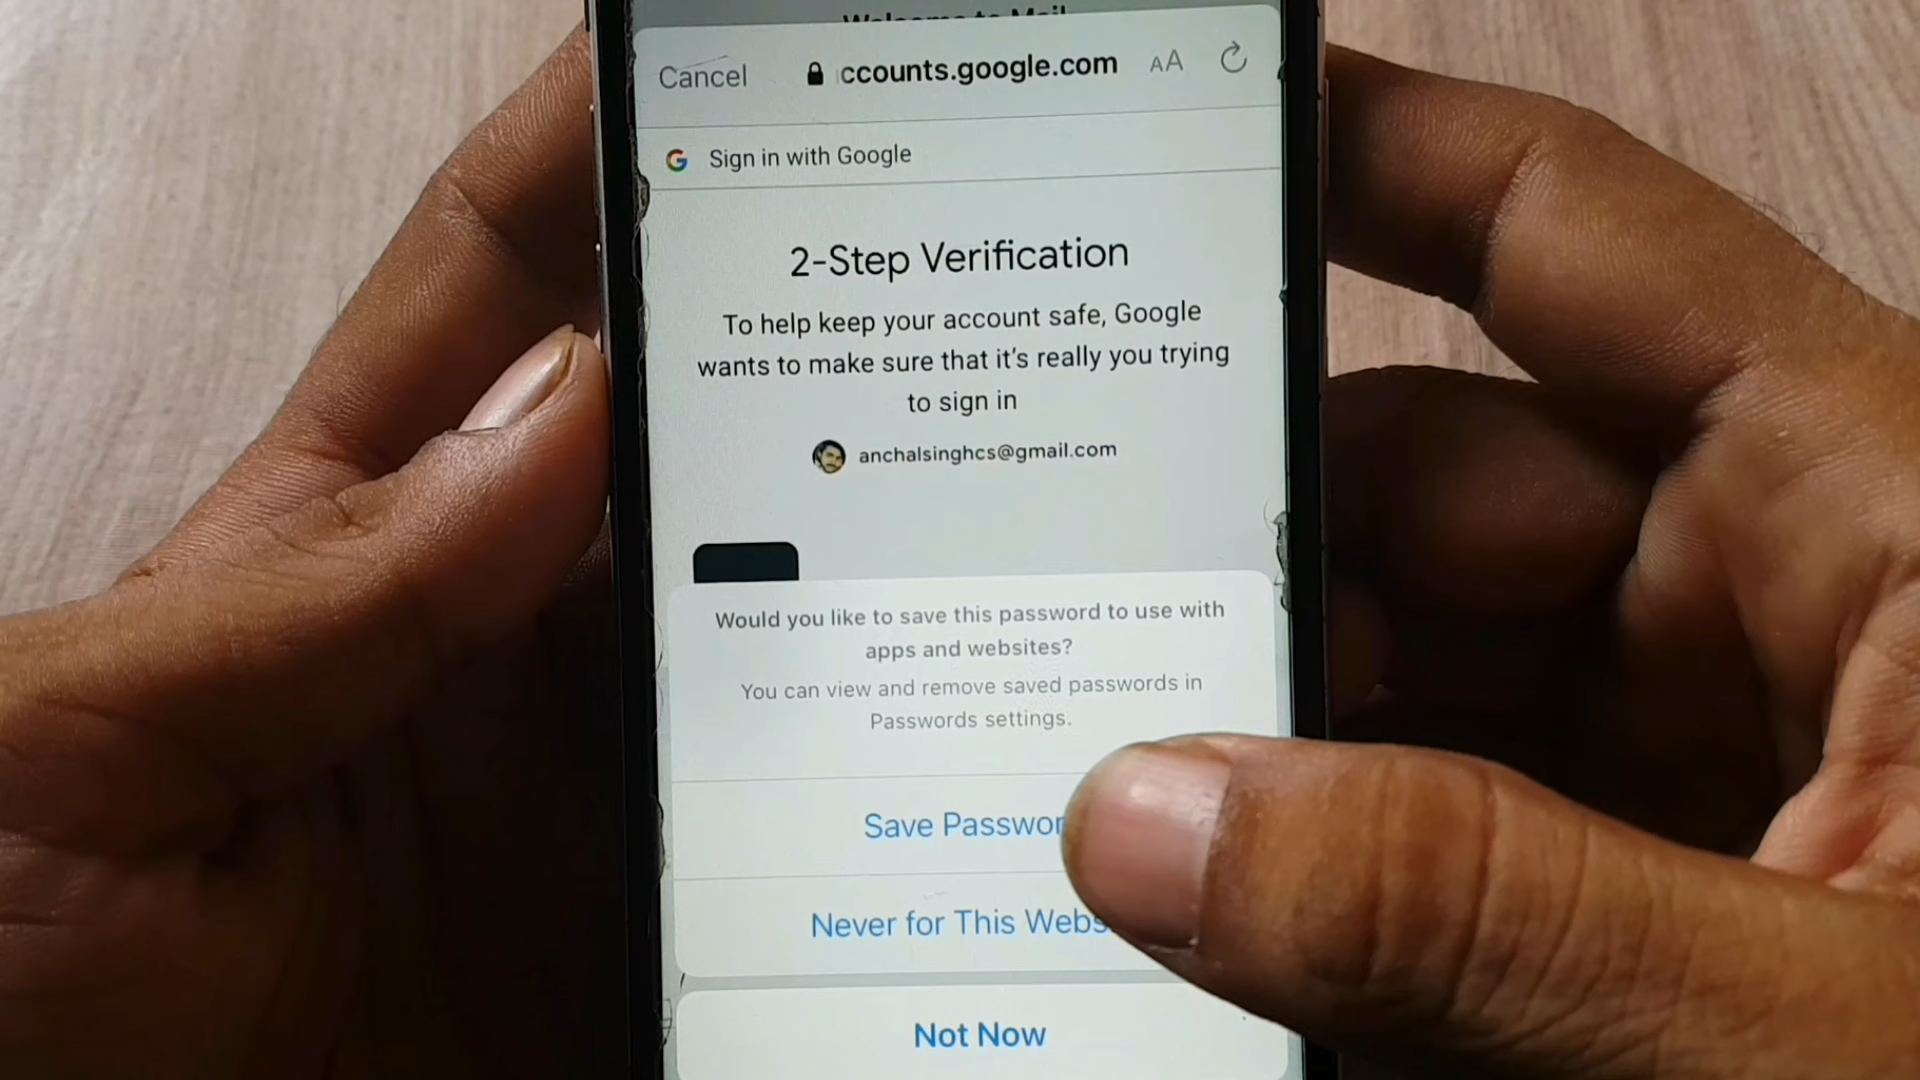 Welcome to Mail
Cancel
ccounts.google.com
AA
Sign in with Google
2-Step Verification
To help keep your account safe, Google
wants to make sure that it's really you trying
to sign in
anchalsinghcs@gmail.com
Would you like to save this password to use with
apps and websites?
You can view and remove saved passwords in
Passwords settings.
Save Passwor
Never for This Webs
Not Now